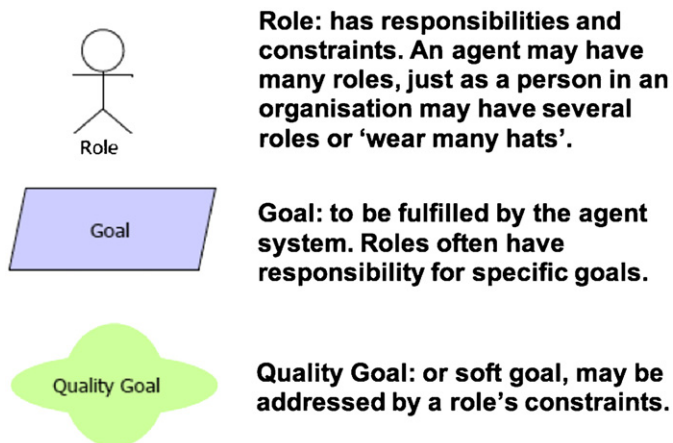 Role: has responsibilities and
constraints. An agent may have
many roles, just as a person in an
organisation may have several
roles or ‘wear many hats’.
Role
Goal
Goal: to be fulfilled by the agent
system. Roles often have
responsibility for specific goals.
Quality Goal
Quality Goal: or soft goal, may be
addressed by a role’s constraints.